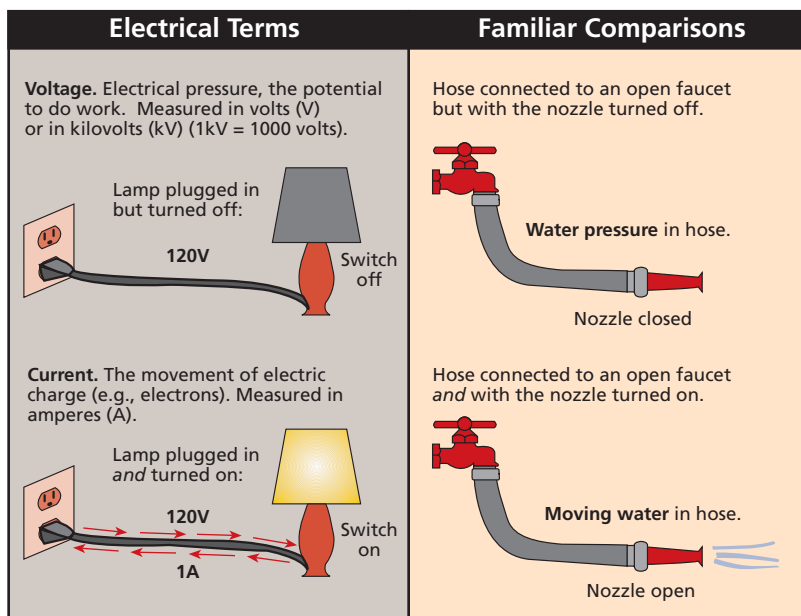 Electrical Terms
Familiar Comparisons
Voltage. Electrical pressure, the potential
to do work. Measured in volts (V)
or in kilovolts (kV) (1kV = 1000 volts).
Lamp plugged in
but turned off:
120V
Switch
off
Hose connected to an open faucet
but with the nozzle turned off.
Water pressure in hose.
Nozzle closed
Current. The movement of electric
charge (e.g., electrons). Measured in
amperes (A).
Lamp plugged in
and turned on:
120V
1A
Switch
on
Hose connected to an open faucet
and with the nozzle turned on.
Moving water in hose.
Nozzle open